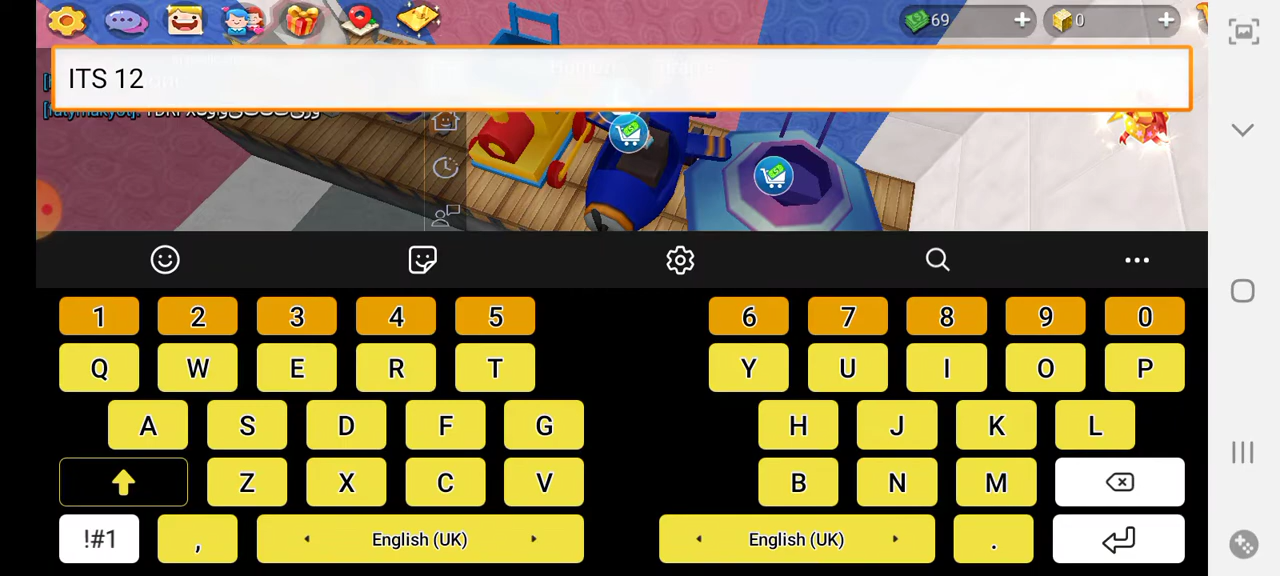 69
0
ITS 12
1 2 3 4 5 6 7 8 9 0
Q W E R T Y U I O P
A S D F G H J K L
Z X C V B N M
!#1 , English (UK) English (UK) .